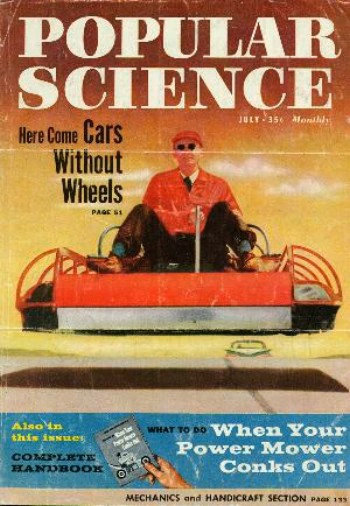 POPULAR
SCIENCE
JULY · 35¢ Monthly
Here Come Cars
Without
Wheels
PAGE 51
Also in
this issue:
COMPLETE
HANDBOOK
WHAT TO DO When Your
Power Mower
Conks Out
MECHANICS and HANDICRAFT SECTION PAGE 133